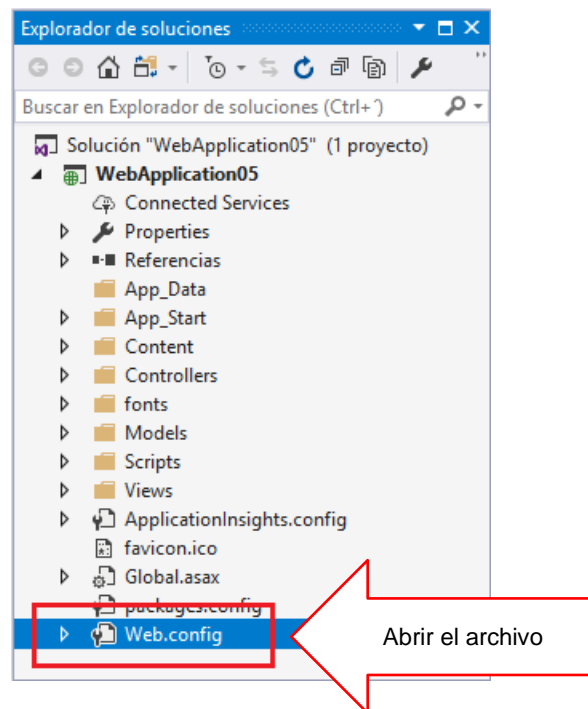 Explorador de soluciones
Buscar en Explorador de soluciones (Ctrl+´)
Solución "WebApplication05" (1 proyecto)
WebApplication05
Connected Services
Properties
Referencias
App_Data
App_Start
Content
Controllers
fonts
Models
Scripts
Views
ApplicationInsights.config
favicon.ico
Global.asax
packages.config
Web.config
Abrir el archivo